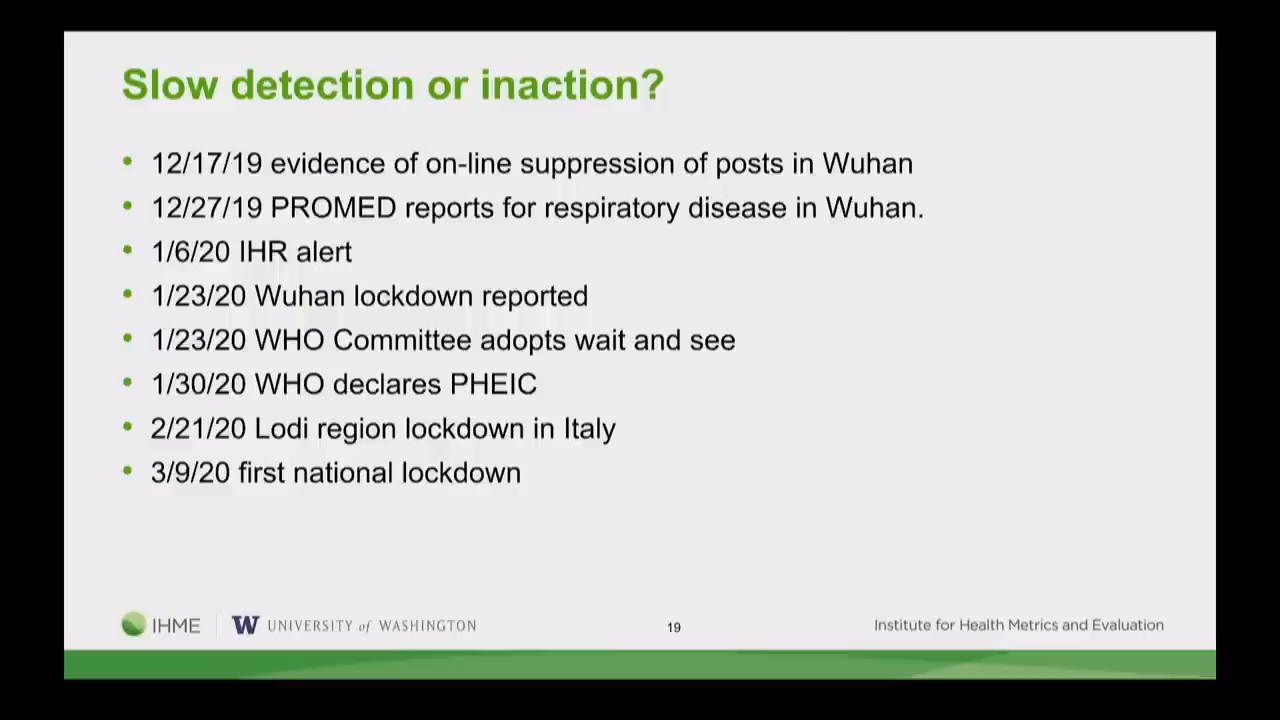 Slow detection or inaction?
• 12/17/19 evidence of on-line suppression of posts in Wuhan
• 12/27/19 PROMED reports for respiratory disease in Wuhan.
• 1/6/20 IHR alert
• 1/23/20 Wuhan lockdown reported
• 1/23/20 WHO Committee adopts wait and see
• 1/30/20 WHO declares PHEIC
• 2/21/20 Lodi region lockdown in Italy
• 3/9/20 first national lockdown
IHME W UNIVERSITY of WASHINGTON 19 Institute for Health Metrics and Evaluation